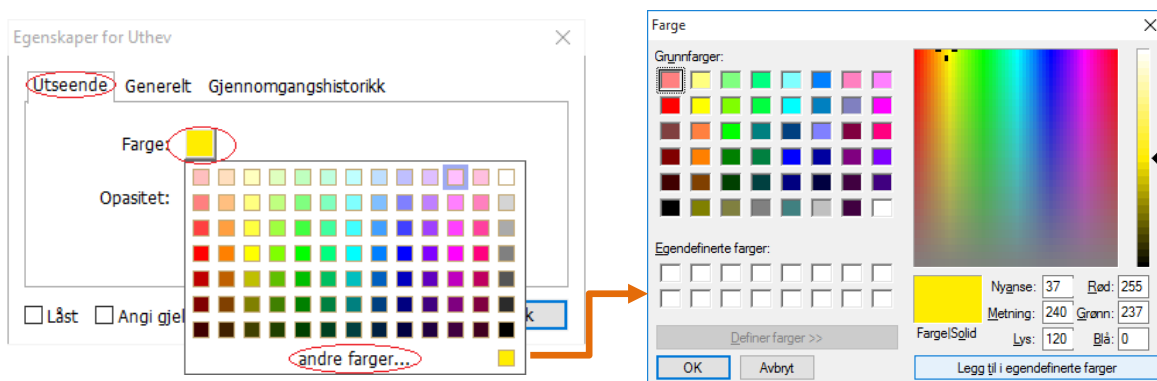 Egenskaper for Uthev
Utseende Generelt Gjennomgangshistorikk
Farge:
Opasitet:
Låst Angi gjel
k
andre farger...
Farge
Grunnfarger:
Egendefinerte farger:
Definer farger >>
OK Avbryt
Farge|Solid
Nyanse: 37 Rød: 255
Metning: 240 Grønn: 237
Lys: 120 Blå: 0
Legg til i egendefinerte farger